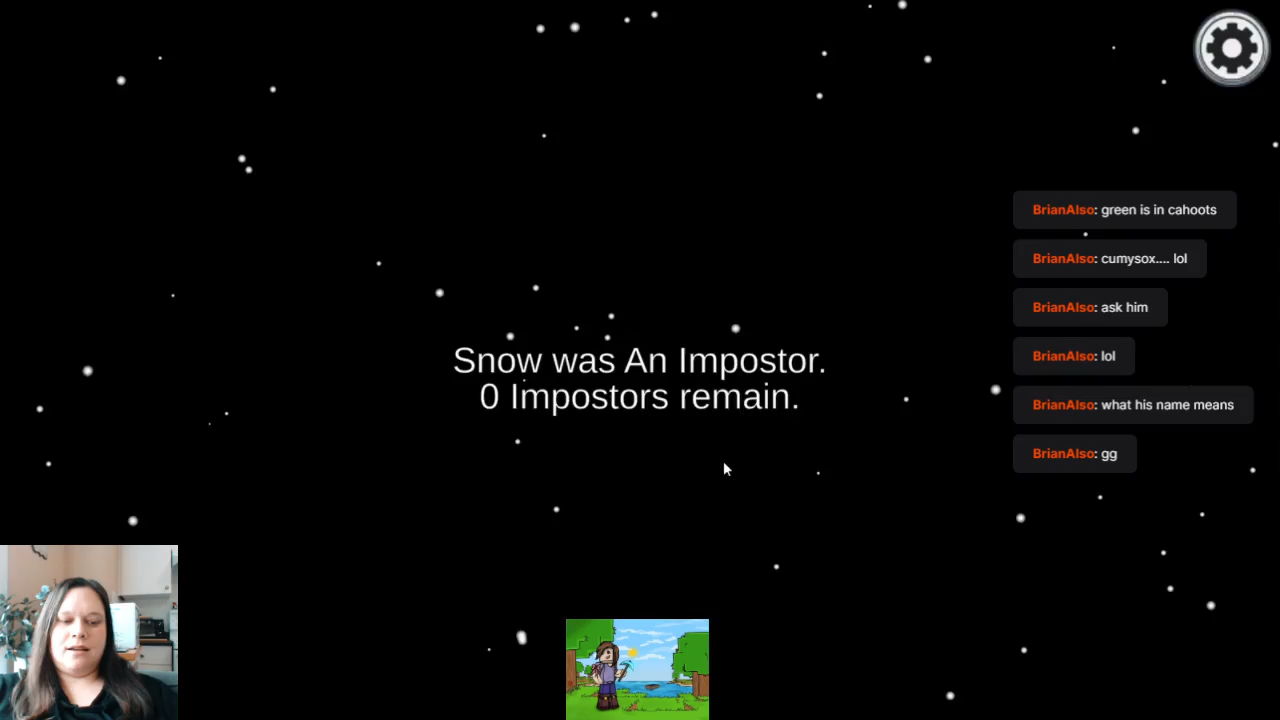 BrianAlso: green is in cahoots
BrianAlso: cumysox.... lol
BrianAlso: ask him
BrianAlso: lol
Snow was An Impostor.
0 Impostors remain.
BrianAlso: what his name means
BrianAlso: gg